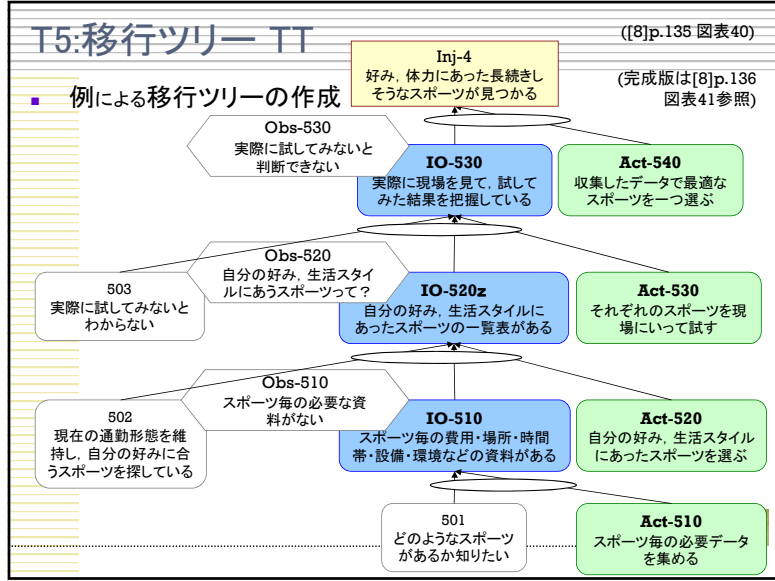 T5:移行ツリー TT
([8]p.135 図表40)
Inj-4
好み，体力にあった長続きし
そうなスポーツが見つかる
(完成版は[8]p.136
図表41参照)
例による移行ツリーの作成
Obs-530
実際に試してみないと
判断できない
IO-530
実際に現場を見て，試して
みた結果を把握している
Act-540
収集したデータで最適な
スポーツを一つ選ぶ
Obs-520
自分の好み，生活スタイ
ルにあうスポーツって？
503
実際に試してみないと
わからない
IO-520z
自分の好み，生活スタイルに
あったスポーツの一覧表がある
Act-530
それぞれのスポーツを現
場にいって試す
Obs-510
スポーツ毎の必要な資
料がない
502
現在の通勤形態を維
持し，自分の好みに合
うスポーツを探している
IO-510
スポーツ毎の費用・場所・時間
帯・設備・環境などの資料がある
Act-520
自分の好み，生活スタイル
にあったスポーツを選ぶ
501
どのようなスポーツ
があるか知りたい
Act-510
スポーツ毎の必要データ
を集める